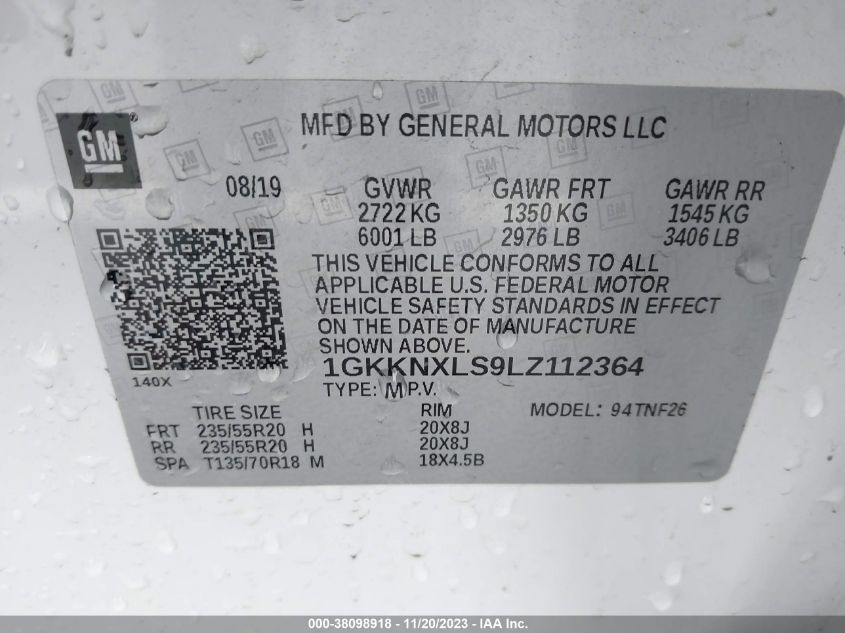 GM
MFD BY GENERAL MOTORS LLC
08/19 GVWR GAWR FRT GAWR RR
2722 KG 1350 KG 1545 KG
6001 LB 2976 LB 3406 LB
THIS VEHICLE CONFORMS TO ALL
APPLICABLE U.S. FEDERAL MOTOR
VEHICLE SAFETY STANDARDS IN EFFECT
ON THE DATE OF MANUFACTURE
SHOWN ABOVE.
1GKKNXLS9LZ112364
140X
TYPE: M.P.V.
TIRE SIZE RIM MODEL: 94TNF26
FRT 235/55R20 H 20X8J
RR 235/55R20 H 20X8J
SPA T135/70R18 M 18X4.5B
000-38098918 - 11/20/2023 - IAA Inc.